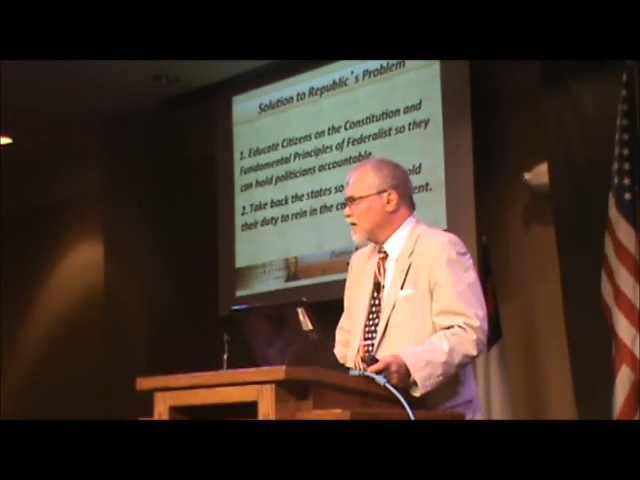 Solution to Republic's Problem
1. Educate Citizens on the Constitution and
Fundamental Principles of Federalist so they
can hold politicians accountable
2. Take back the states so
their duty to rein in the